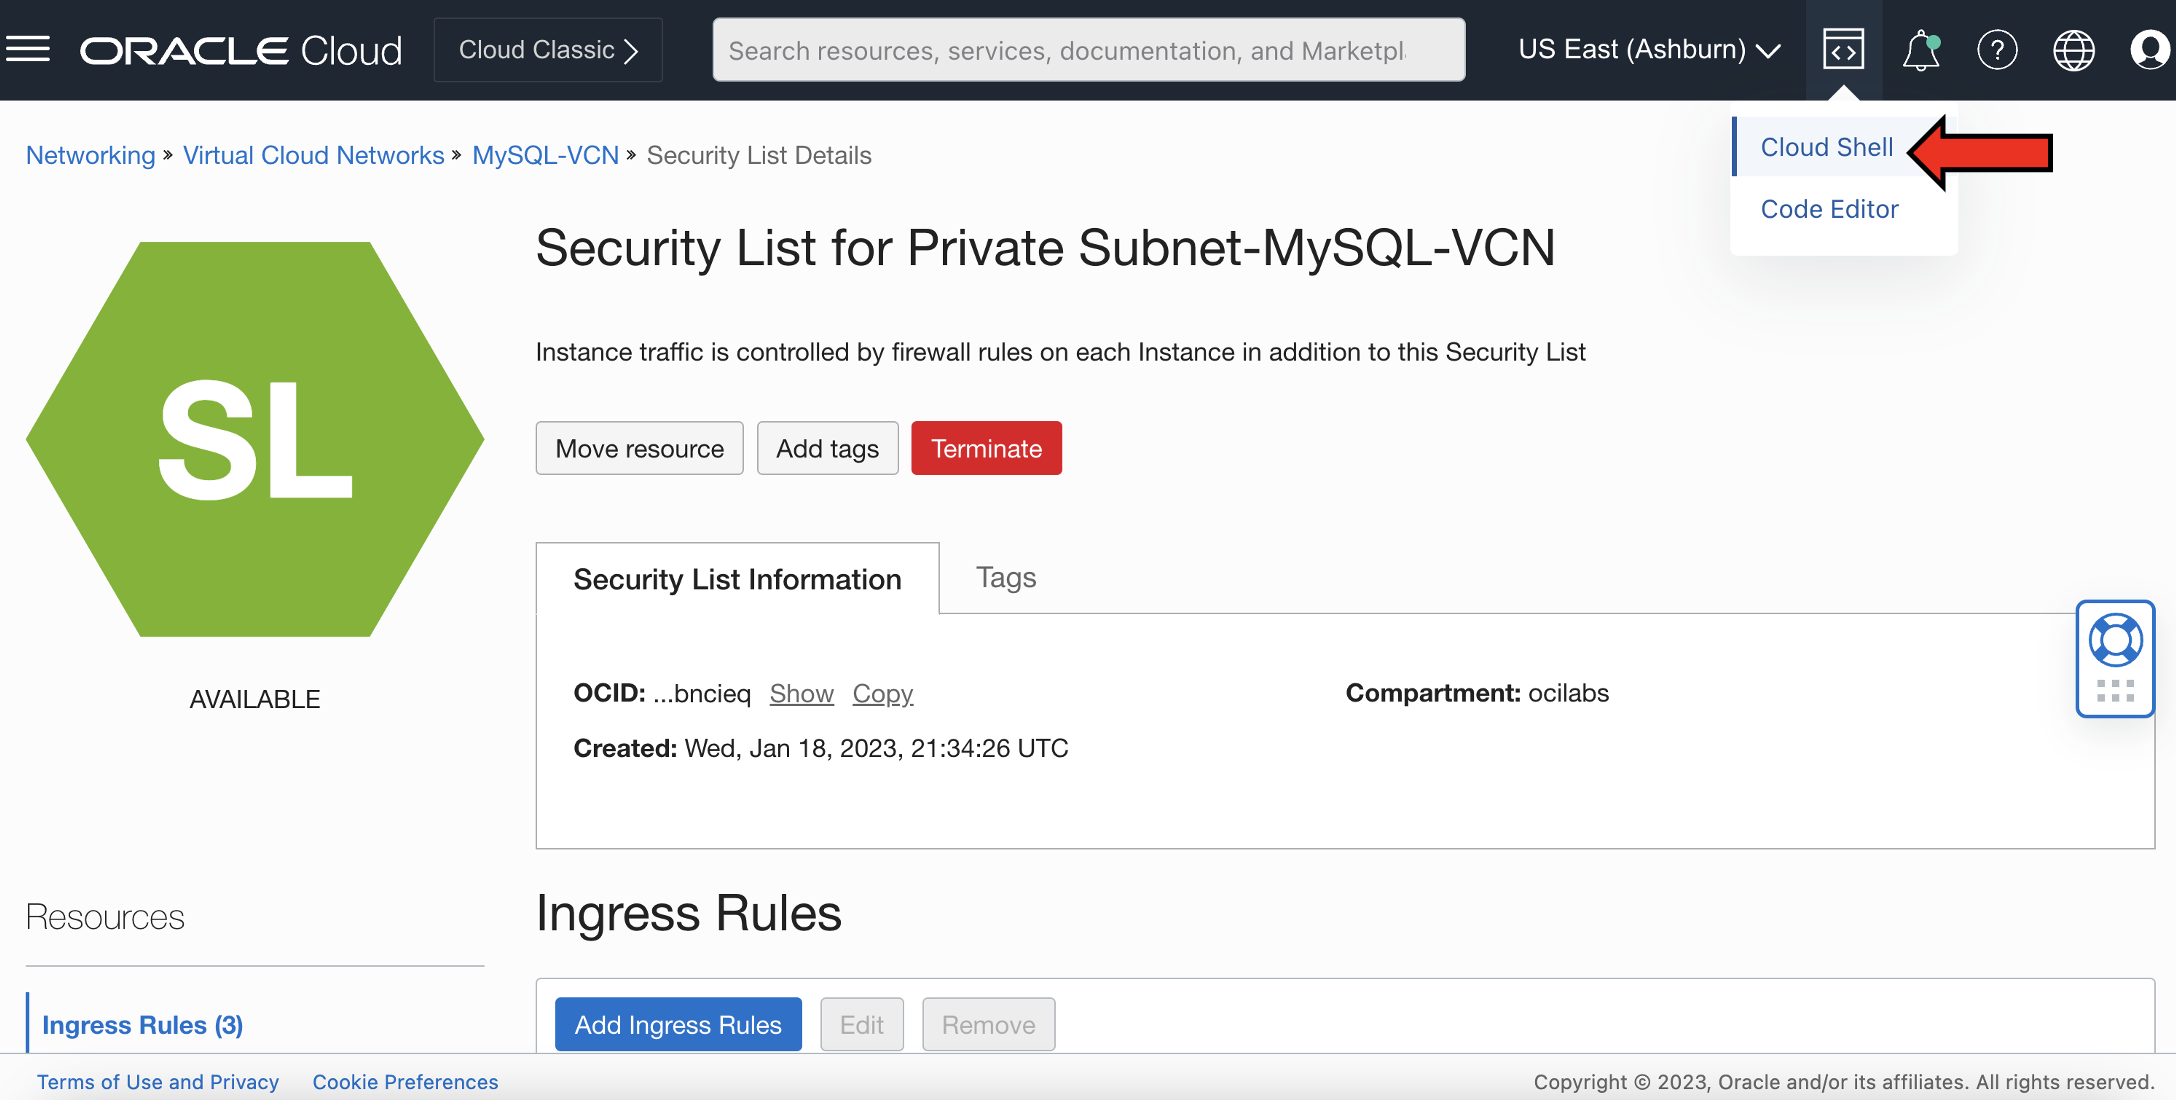 ORACLE Cloud
Cloud Classic
Search resources, services, documentation, and Marketpl
US East (Ashburn)
?
Cloud Shell
Code Editor
Networking » Virtual Cloud Networks » MySQL-VCN » Security List Details
SL
AVAILABLE
Security List for Private Subnet-MySQL-VCN
Instance traffic is controlled by firewall rules on each Instance in addition to this Security List
Move resource
Add tags
Terminate
Security List Information
Tags
OCID: ...bncieq Show Copy
Compartment: ocilabs
Created: Wed, Jan 18, 2023, 21:34:26 UTC
Resources
Ingress Rules (3)
Ingress Rules
Add Ingress Rules
Edit
Remove
Terms of Use and Privacy
Cookie Preferences
Copyright © 2023, Oracle and/or its affiliates. All rights reserved.